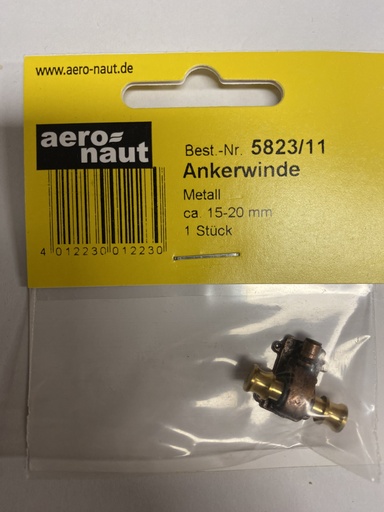 www.aero-naut.de
aero-
naut
Best.-Nr. 5823/11
Ankerwinde
Metall
ca. 15-20 mm
1 Stück
4 012230 012230